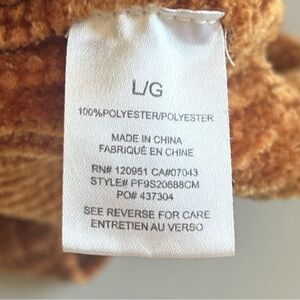 L/G
100%POLYESTER/POLYESTER
MADE IN CHINA
FABRIQUÉ EN CHINE
RN# 120951 CA#07043
STYLE# PF9S20688CM
PO# 437304
SEE REVERSE FOR CARE
ENTRETIEN AU VERSO